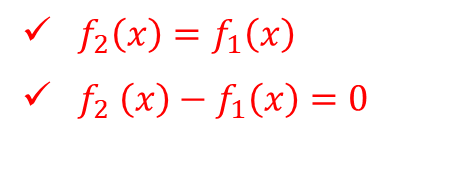 ✓ f₂(x) = f₁(x)
✓ f₂ (x) − f₁(x) = 0